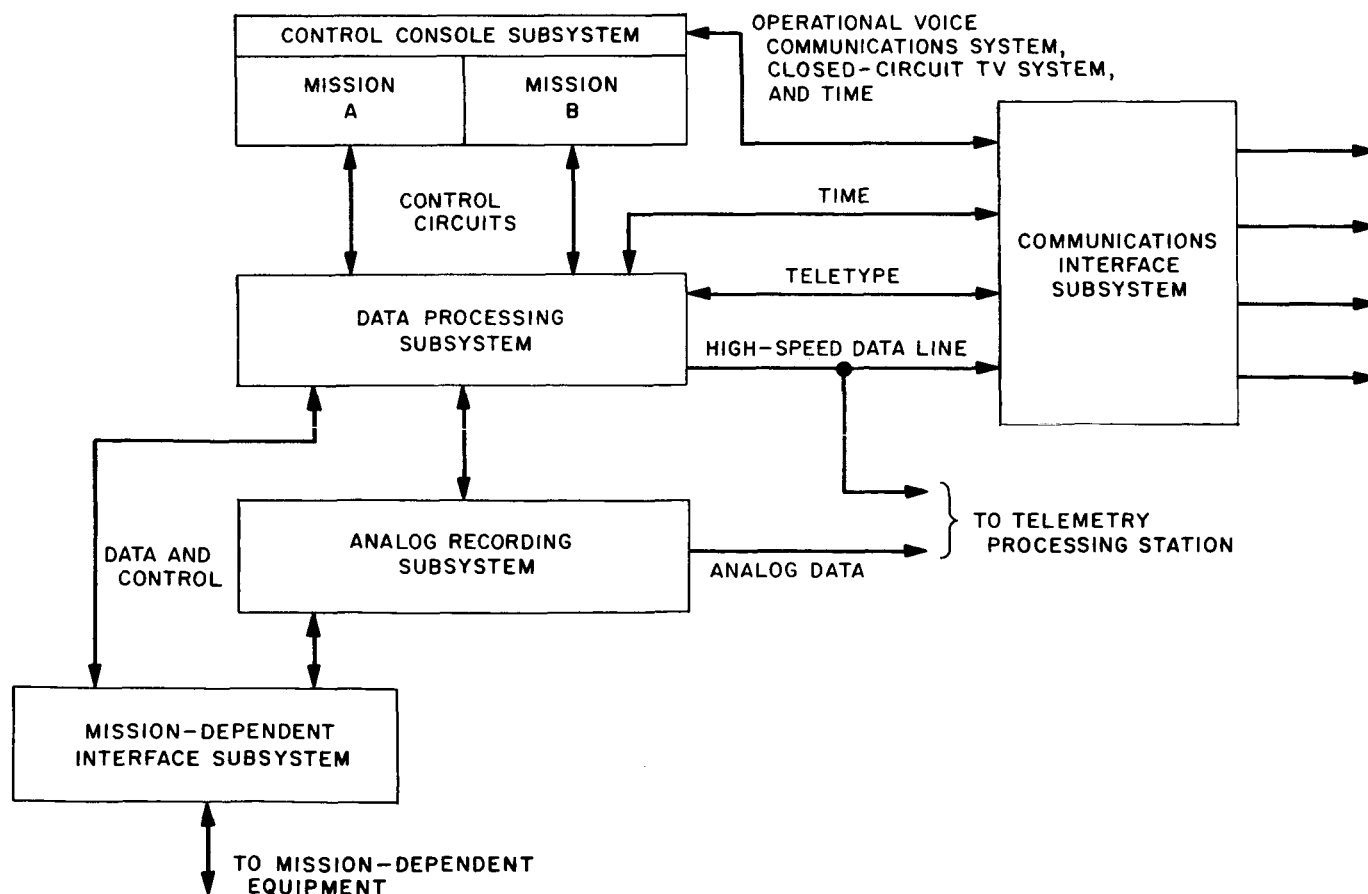 CONTROL CONSOLE SUBSYSTEM
MISSION
A
MISSION
B
OPERATIONAL VOICE
COMMUNICATIONS SYSTEM,
CLOSED-CIRCUIT TV SYSTEM,
AND TIME
CONTROL
CIRCUITS
TIME
TELETYPE
HIGH-SPEED DATA LINE
COMMUNICATIONS
INTERFACE
SUBSYSTEM
DATA PROCESSING
SUBSYSTEM
DATA AND
CONTROL
ANALOG RECORDING
SUBSYSTEM
ANALOG DATA
TO TELEMETRY
PROCESSING STATION
MISSION-DEPENDENT
INTERFACE SUBSYSTEM
TO MISSION-DEPENDENT
EQUIPMENT